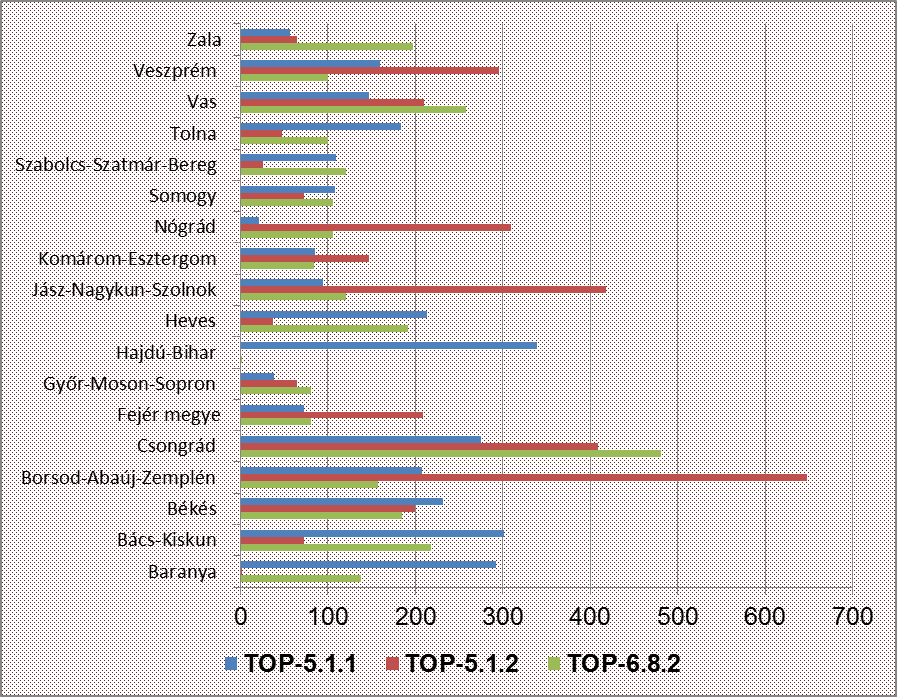 Zala
Veszprém
Vas
Tolna
Szabolcs-Szatmár-Bereg
Somogy
Nógrád
Komárom-Esztergom
Jász-Nagykun-Szolnok
Heves
Hajdú-Bihar
Győr-Moson-Sopron
Fejér megye
Csongrád
Borsod-Abaúj-Zemplén
Békés
Bács-Kiskun
Baranya
0 100 200 300 400 500 600 700
TOP-5.1.1 TOP-5.1.2 TOP-6.8.2